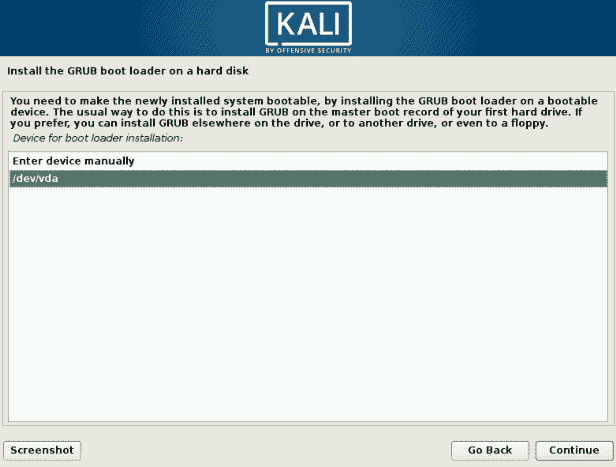 KALI
BY OFFENSIVE SECURITY
Install the GRUB boot loader on a hard disk
You need to make the newly installed system bootable, by installing the GRUB boot loader on a bootable
device. The usual way to do this is to install GRUB on the master boot record of your first hard drive. If
you prefer, you can install GRUB elsewhere on the drive, or to another drive, or even to a floppy.
Device for boot loader installation:
Enter device manually
/dev/vda
Screenshot Go Back Continue